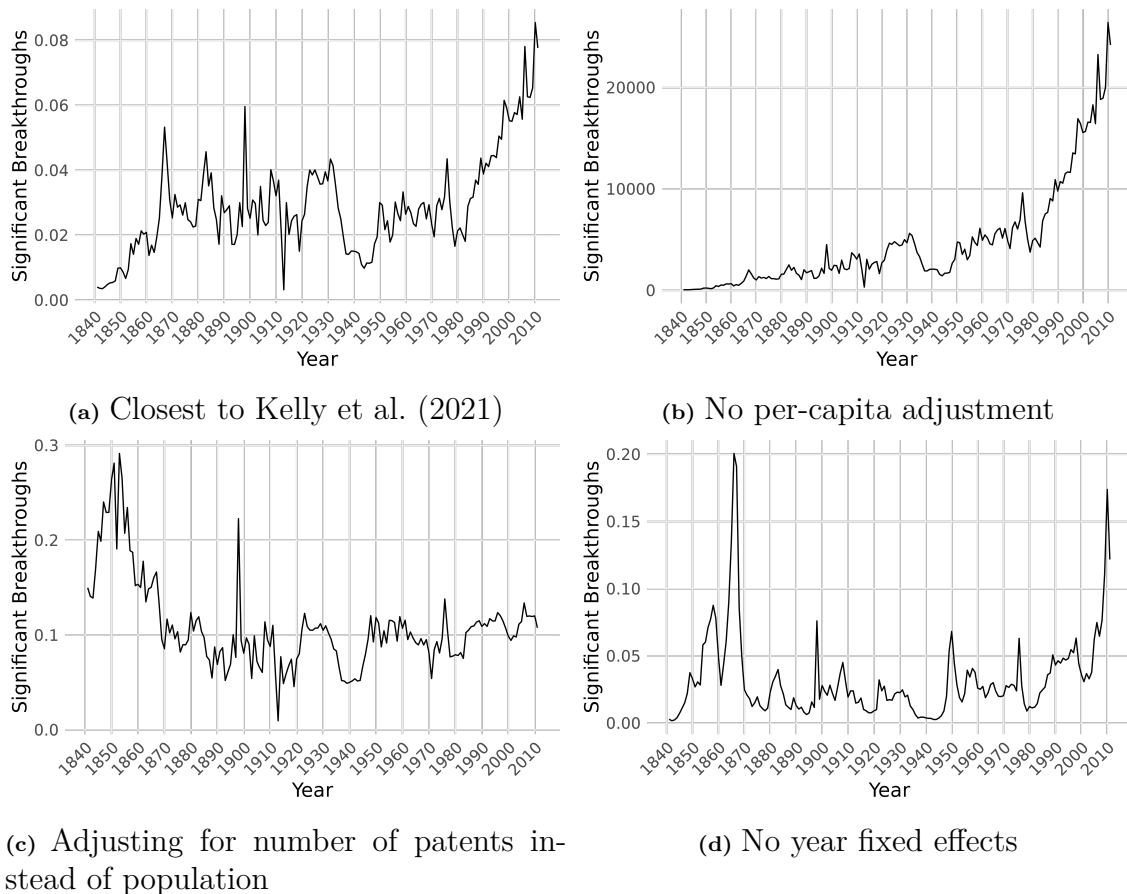 Significant Breakthroughs
0.08
0.06
0.04
0.02
0.00
1840 1850 1860 1870 1880 1890 1900 1910 1920 1930 1940 1950 1960 1970 1980 1990 2000 2010
Year
(a) Closest to Kelly et al. (2021)
Significant Breakthroughs
20000
10000
0
1840 1850 1860 1870 1880 1890 1900 1910 1920 1930 1940 1950 1960 1970 1980 1990 2000 2010
Year
(b) No per-capita adjustment
Significant Breakthroughs
0.3
0.2
0.1
0.0
1840 1850 1860 1870 1880 1890 1900 1910 1920 1930 1940 1950 1960 1970 1980 1990 2000 2010
Year
(c) Adjusting for number of patents in-
stead of population
Significant Breakthroughs
0.20
0.15
0.10
0.05
0.00
1840 1850 1860 1870 1880 1890 1900 1910 1920 1930 1940 1950 1960 1970 1980 1990 2000 2010
Year
(d) No year fixed effects